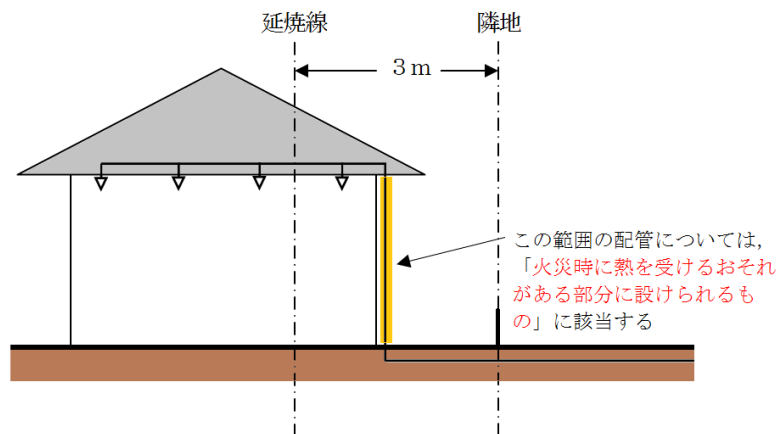 延焼線
隣地
3m
この範囲の配管については,
「火災時に熱を受けるおそれ
がある部分に設けられるも
の」に該当する